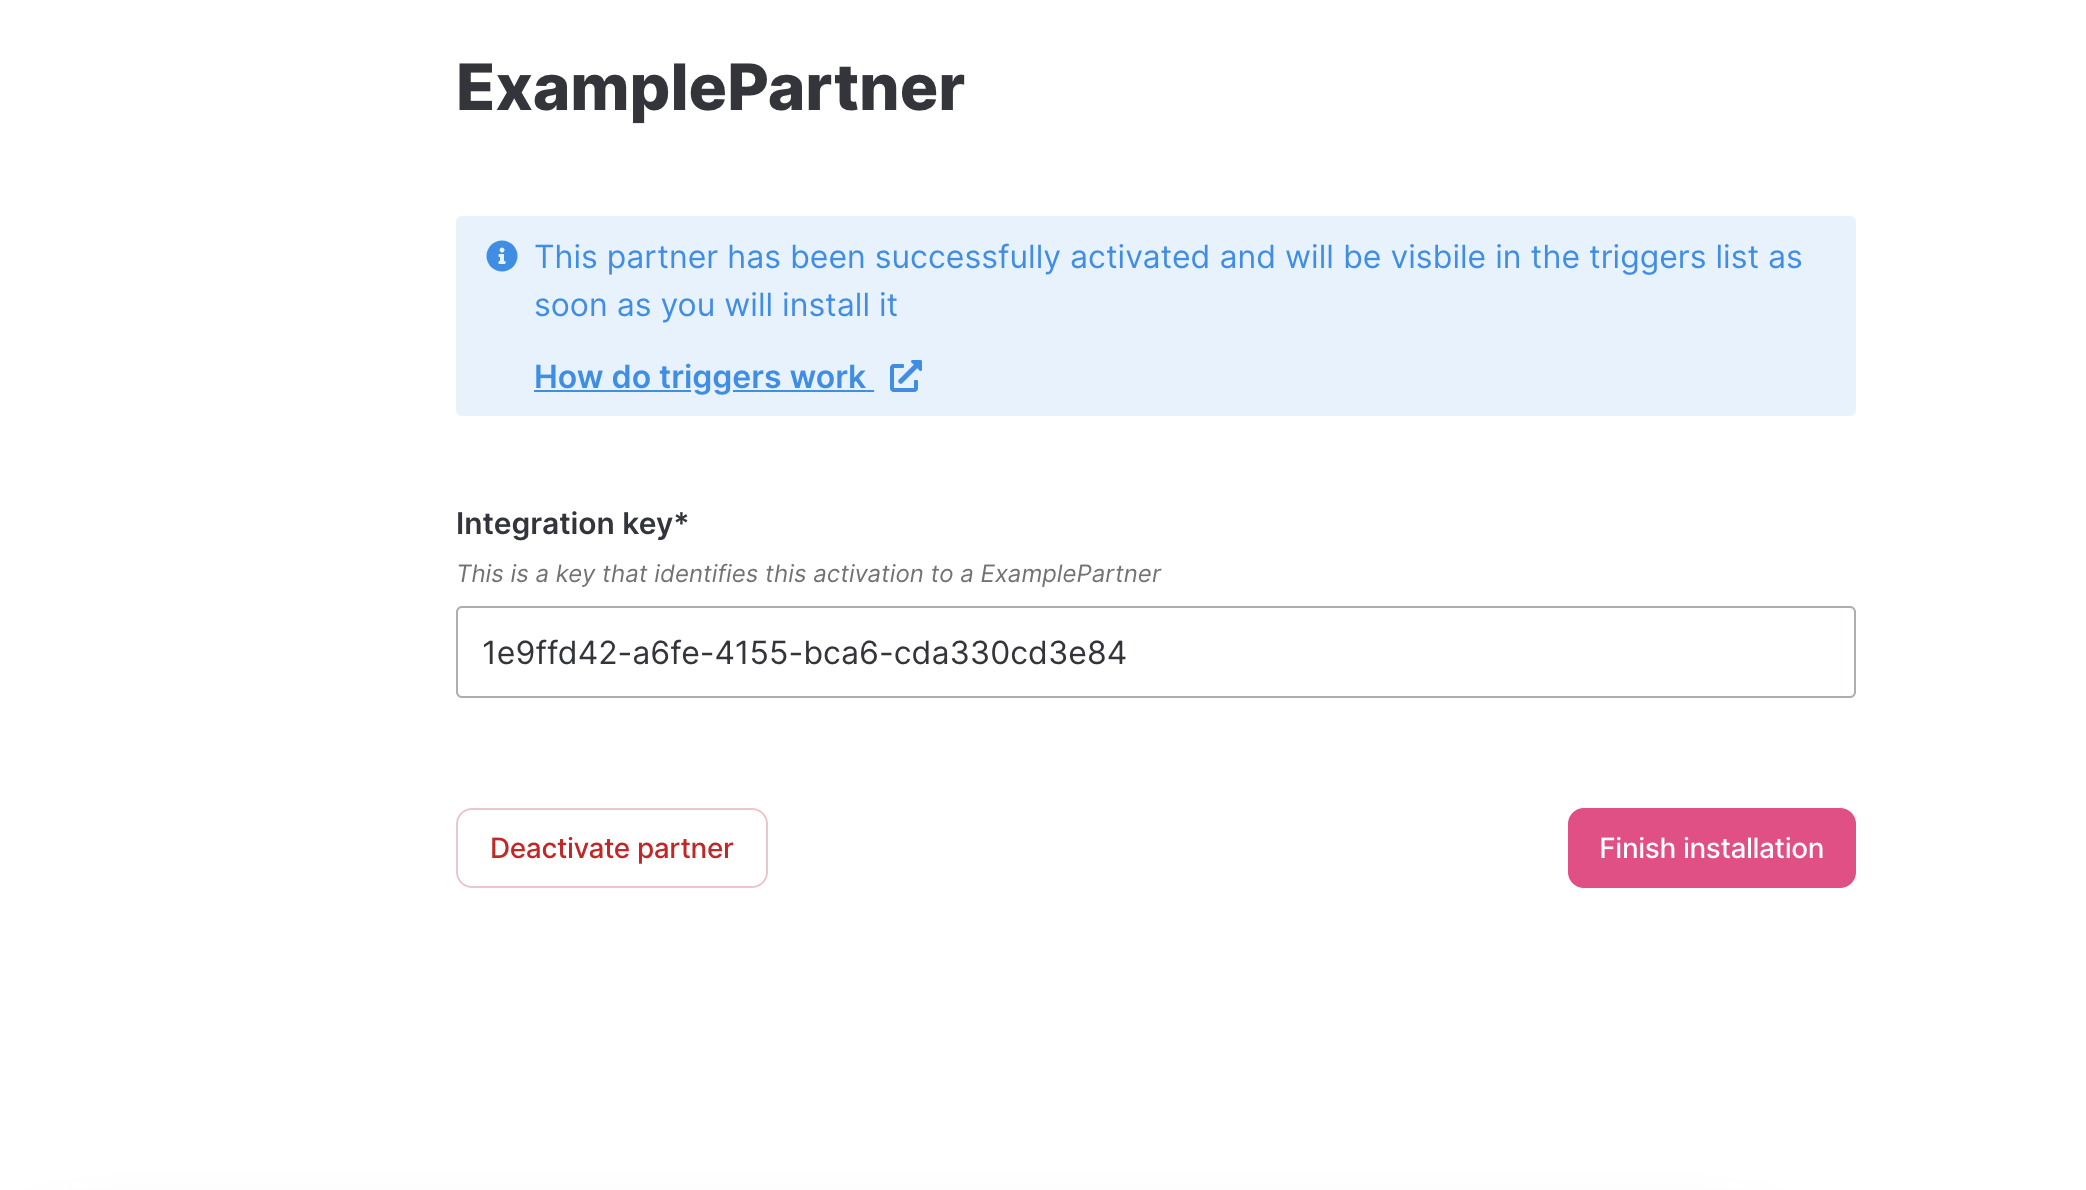 ExamplePartner
This partner has been successfully activated and will be visbile in the triggers list as
soon as you will install it
How do triggers work
Integration key*
This is a key that identifies this activation to a ExamplePartner
1e9ffd42-a6fe-4155-bca6-cda330cd3e84
Deactivate partner
Finish installation